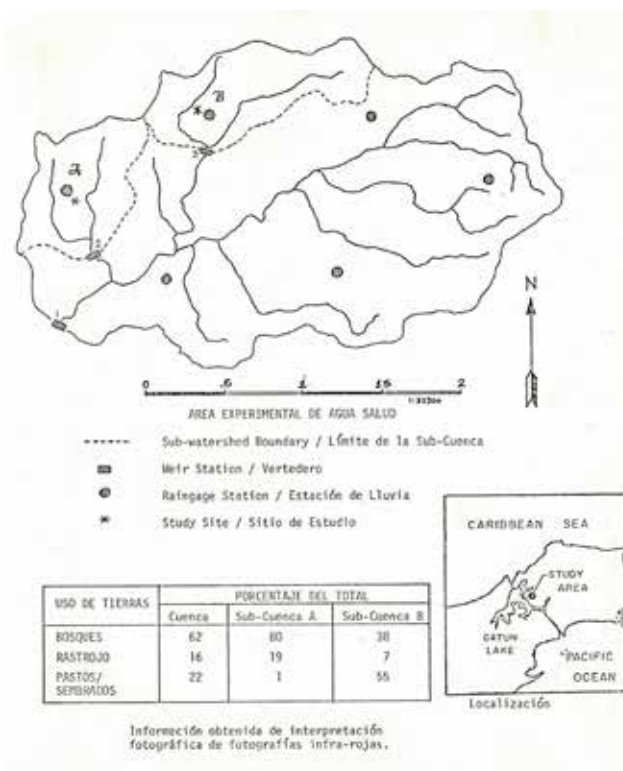 B
3
A
2
1
N
0 .5 1 1.5 2
AREA EXPERIMENTAL DE AGUA SALUD
Sub-watershed Boundary / Límite de la Sub-Cuenca
Weir Station / Vertedero
Raingage Station / Estación de Lluvia
Study Site / Sitio de Estudio
USO DE TIERRAS
PORCENTAJE DEL TOTAL
Cuenca Sub-Cuenca A Sub-Cuenca B
BOSQUES 62 80 38
RASTROJO 16 19 7
PASTOS/ 22 1 55
SEMBRADOS
CARIBBEAN SEA
STUDY
AREA
GATUN
LAKE
PACIFIC
OCEAN
Localización
Información obtenida de interpretación
fotográfica de fotografías infra-rojas.